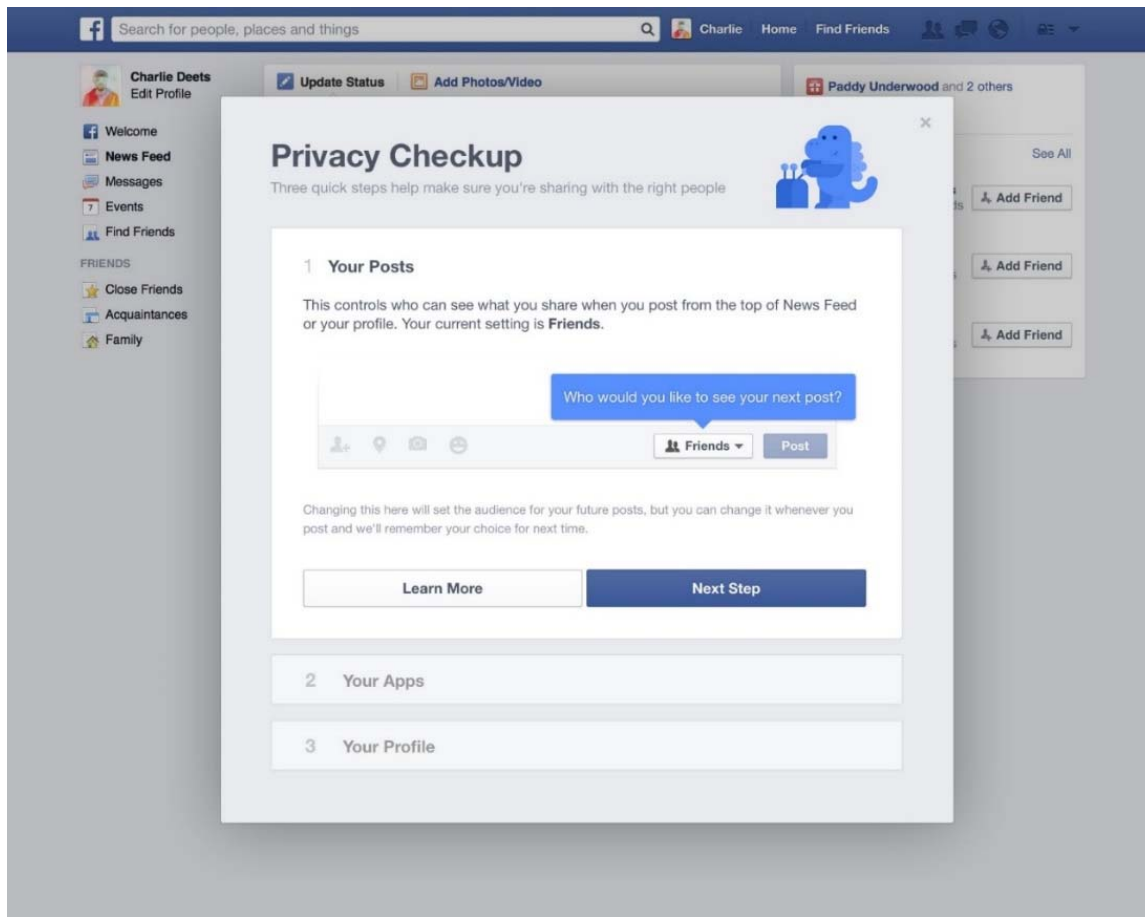 f
Search for people, places and things
Charlie
Home
Find Friends
Charlie Deets
Edit Profile
Welcome
News Feed
Messages
7
Events
Find Friends
FRIENDS
Close Friends
Acquaintances
Family
Update Status
Add Photos/Video
Paddy Underwood and 2 others
See All
Add Friend
Add Friend
Add Friend
×
Privacy Checkup
Three quick steps help make sure you're sharing with the right people
1 Your Posts
This controls who can see what you share when you post from the top of News Feed
or your profile. Your current setting is Friends.
Who would you like to see your next post?
Friends
Post
Changing this here will set the audience for your future posts, but you can change it whenever you
post and we'll remember your choice for next time.
Learn More
Next Step
2 Your Apps
3 Your Profile